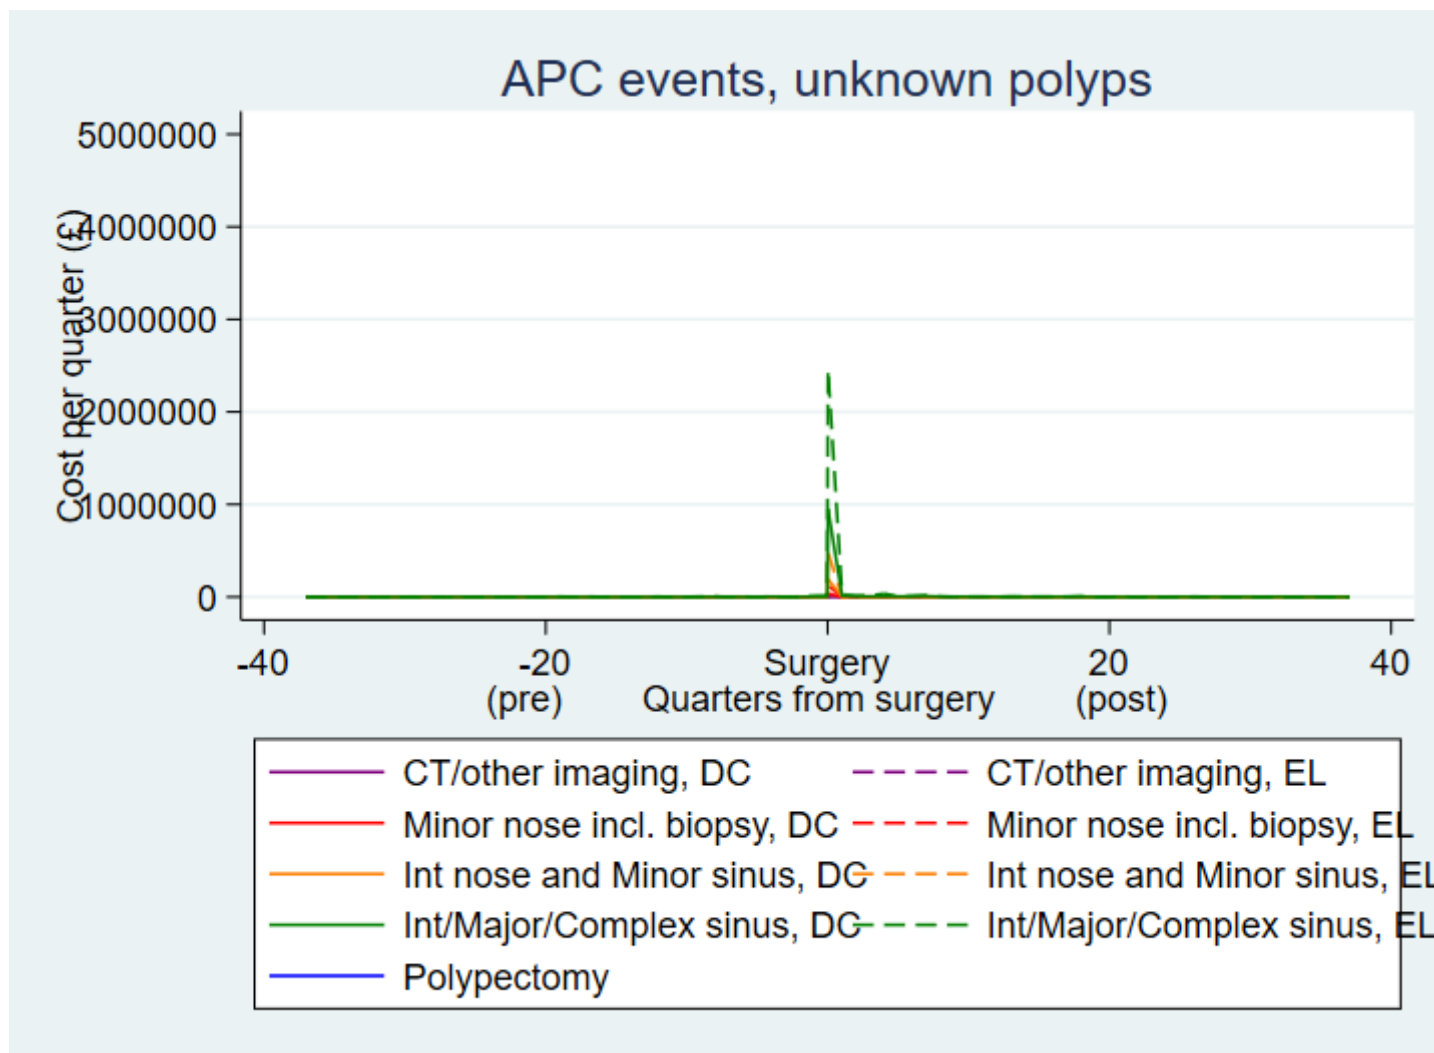 APC events, unknown polyps
Cost per quarter (£)
5000000
4000000
3000000
2000000
1000000
0
-40 -20 Surgery 20 40
(pre) Quarters from surgery (post)
CT/other imaging, DC CT/other imaging, EL
Minor nose incl. biopsy, DC Minor nose incl. biopsy, EL
Int nose and Minor sinus, DC Int nose and Minor sinus, EL
Int/Major/Complex sinus, DC Int/Major/Complex sinus, EL
Polypectomy